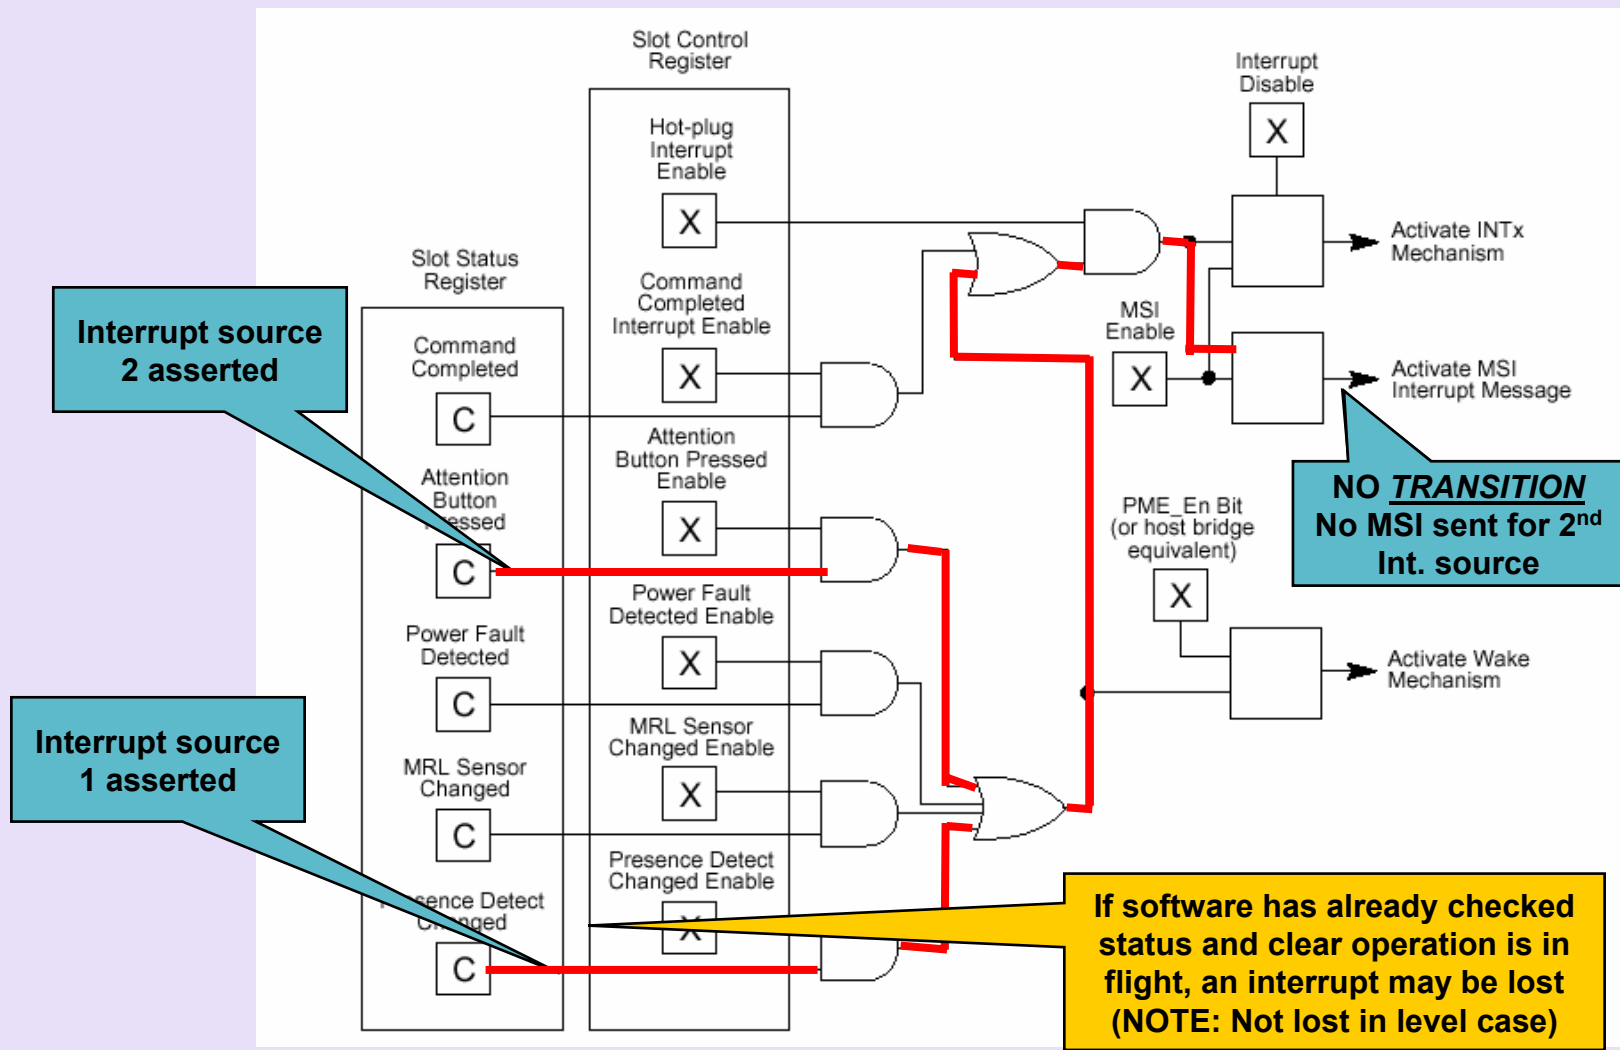 Slot Control
Register
Interrupt
Disable
X
Hot-plug
Interrupt
Enable
X
Activate INTx
Mechanism
Slot Status
Register
Interrupt source
2 asserted
Command
Completed
Interrupt Enable
X
MSI
Enable
X
Activate MSI
Interrupt Message
Command
Completed
C
Attention
Button Pressed
Enable
X
Attention
Button
Pressed
C
NO TRANSITION
No MSI sent for 2nd
Int. source
PME_En Bit
(or host bridge
equivalent)
X
Power Fault
Detected Enable
X
Power Fault
Detected
C
Activate Wake
Mechanism
Interrupt source
1 asserted
MRL Sensor
Changed Enable
X
MRL Sensor
Changed
C
Presence Detect
Changed Enable
X
Presence Detect
Changed
C
If software has already checked
status and clear operation is in
flight, an interrupt may be lost
(NOTE: Not lost in level case)